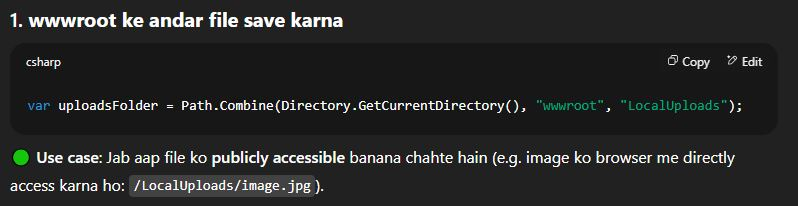 1. wwwroot ke andar file save karna
csharp Copy Edit
var uploadsFolder = Path.Combine(Directory.GetCurrentDirectory(), "wwwroot", "LocalUploads");
Use case: Jab aap file ko publicly accessible banana chahte hain (e.g. image ko browser me directly
access karna ho: /LocalUploads/image.jpg).